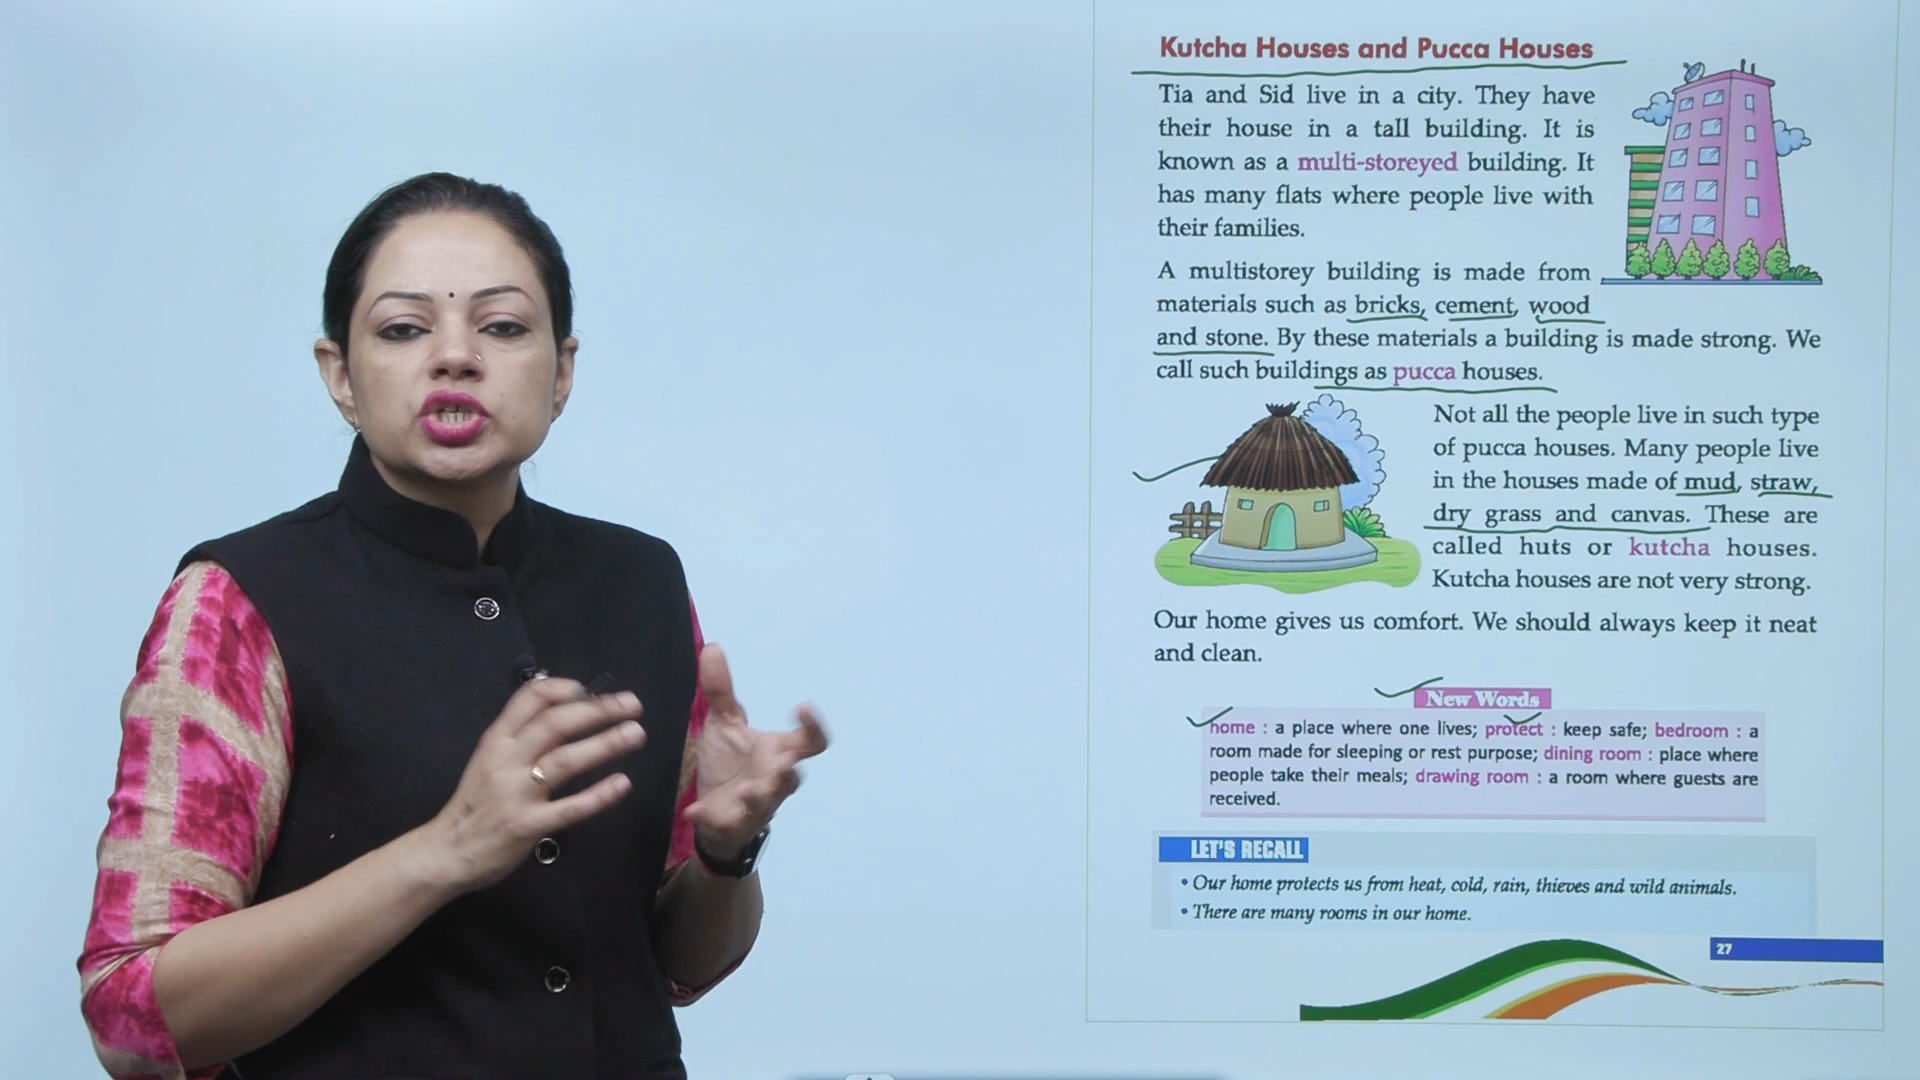 Kutcha Houses and Pucca Houses
Tia and Sid live in a city. They have
their house in a tall building. It is
known as a multi-storeyed building. It
has many flats where people live with
their families.
A multistorey building is made from
materials such as bricks, cement, wood
and stone. By these materials a building is made strong. We
call such buildings as pucca houses.
Not all the people live in such type
of pucca houses. Many people live
in the houses made of mud, straw,
dry grass and canvas. These are
called huts or kutcha houses.
Kutcha houses are not very strong.
Our home gives us comfort. We should always keep it neat
and clean.
New Words
home : a place where one lives; protect : keep safe; bedroom : a
room made for sleeping or rest purpose; dining room : place where
people take their meals; drawing room : a room where guests are
received.
LET'S RECALL
• Our home protects us from heat, cold, rain, thieves and wild animals.
• There are many rooms in our home.
27